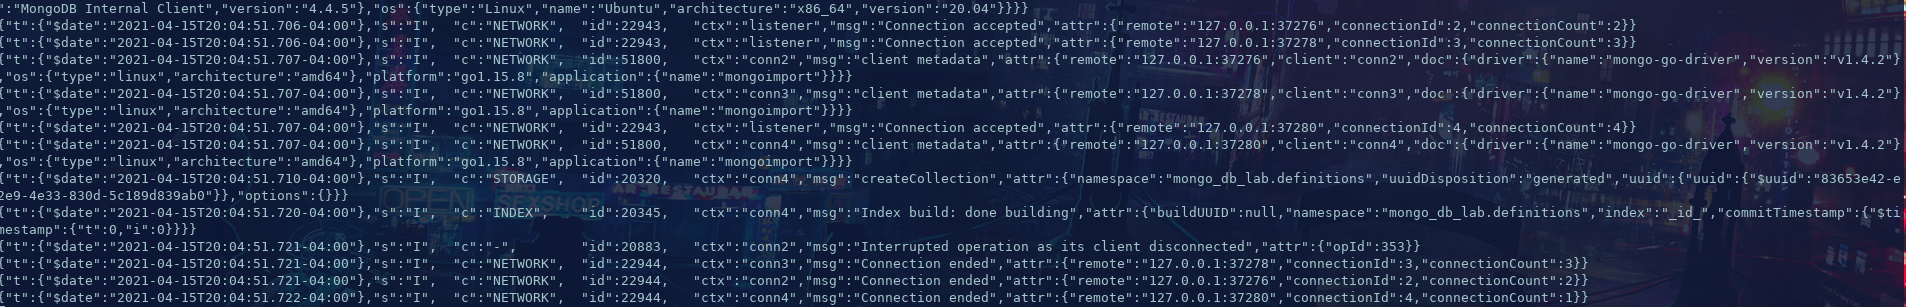 ":"MongoDB Internal Client","version":"4.4.5"},"os":{"type":"Linux","name":"Ubuntu","architecture":"x86_64","version":"20.04"}}}}
{"t":{"$date":"2021-04-15T20:04:51.706-04:00"},"s":"I",  "c":"NETWORK",  "id":22943,   "ctx":"listener","msg":"Connection accepted","attr":{"remote":"127.0.0.1:37276","connectionId":2,"connectionCount":2}}
{"t":{"$date":"2021-04-15T20:04:51.706-04:00"},"s":"I",  "c":"NETWORK",  "id":22943,   "ctx":"listener","msg":"Connection accepted","attr":{"remote":"127.0.0.1:37278","connectionId":3,"connectionCount":3}}
{"t":{"$date":"2021-04-15T20:04:51.707-04:00"},"s":"I",  "c":"NETWORK",  "id":51800,   "ctx":"conn2","msg":"client metadata","attr":{"remote":"127.0.0.1:37276","client":"conn2","doc":{"driver":{"name":"mongo-go-driver","version":"v1.4.2"}
,"os":{"type":"linux","architecture":"amd64"},"platform":"go1.15.8","application":{"name":"mongoimport"}}}}
{"t":{"$date":"2021-04-15T20:04:51.707-04:00"},"s":"I",  "c":"NETWORK",  "id":51800,   "ctx":"conn3","msg":"client metadata","attr":{"remote":"127.0.0.1:37278","client":"conn3","doc":{"driver":{"name":"mongo-go-driver","version":"v1.4.2"}
,"os":{"type":"linux","architecture":"amd64"},"platform":"go1.15.8","application":{"name":"mongoimport"}}}}
{"t":{"$date":"2021-04-15T20:04:51.707-04:00"},"s":"I",  "c":"NETWORK",  "id":22943,   "ctx":"listener","msg":"Connection accepted","attr":{"remote":"127.0.0.1:37280","connectionId":4,"connectionCount":4}}
{"t":{"$date":"2021-04-15T20:04:51.707-04:00"},"s":"I",  "c":"NETWORK",  "id":51800,   "ctx":"conn4","msg":"client metadata","attr":{"remote":"127.0.0.1:37280","client":"conn4","doc":{"driver":{"name":"mongo-go-driver","version":"v1.4.2"}
,"os":{"type":"linux","architecture":"amd64"},"platform":"go1.15.8","application":{"name":"mongoimport"}}}}
{"t":{"$date":"2021-04-15T20:04:51.710-04:00"},"s":"I",  "c":"STORAGE",  "id":20320,   "ctx":"conn4","msg":"createCollection","attr":{"namespace":"mongo_db_lab.definitions","uuidDisposition":"generated","uuid":{"uuid":{"$uuid":"83653e42-e
2e9-4e33-830d-5c189d839ab0"}},"options":{}}}
{"t":{"$date":"2021-04-15T20:04:51.720-04:00"},"s":"I",  "c":"INDEX",    "id":20345,   "ctx":"conn4","msg":"Index build: done building","attr":{"buildUUID":null,"namespace":"mongo_db_lab.definitions","index":"_id_","commitTimestamp":{"$ti
mestamp":{"t":0,"i":0}}}}
{"t":{"$date":"2021-04-15T20:04:51.721-04:00"},"s":"I",  "c":"-",        "id":20883,   "ctx":"conn2","msg":"Interrupted operation as its client disconnected","attr":{"opId":353}}
{"t":{"$date":"2021-04-15T20:04:51.721-04:00"},"s":"I",  "c":"NETWORK",  "id":22944,   "ctx":"conn3","msg":"Connection ended","attr":{"remote":"127.0.0.1:37278","connectionId":3,"connectionCount":3}}
{"t":{"$date":"2021-04-15T20:04:51.721-04:00"},"s":"I",  "c":"NETWORK",  "id":22944,   "ctx":"conn2","msg":"Connection ended","attr":{"remote":"127.0.0.1:37276","connectionId":2,"connectionCount":2}}
{"t":{"$date":"2021-04-15T20:04:51.722-04:00"},"s":"I",  "c":"NETWORK",  "id":22944,   "ctx":"conn4","msg":"Connection ended","attr":{"remote":"127.0.0.1:37280","connectionId":4,"connectionCount":1}}
OPEN
SEXSHOP
RESTAURAN